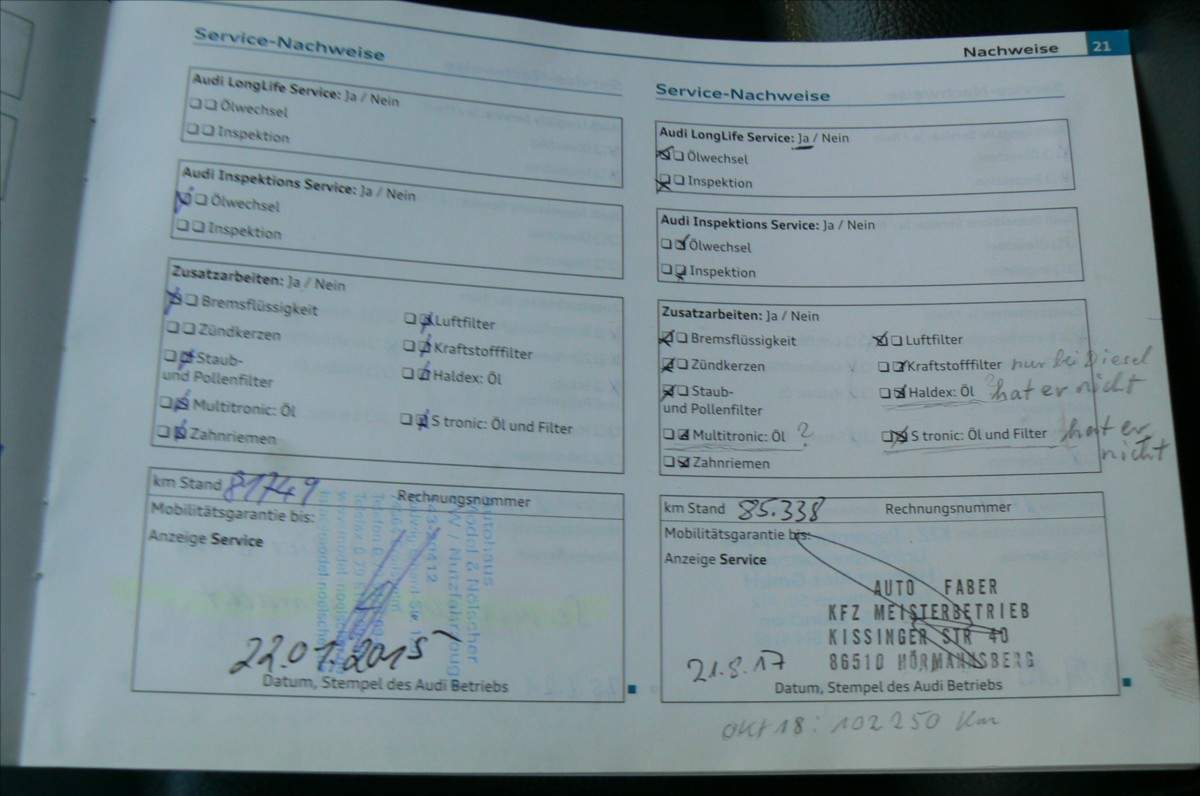 Nachweise 21
Service-Nachweise
Audi LongLife Service: Ja / Nein
Ölwechsel
Inspektion
Audi Inspektions Service: Ja / Nein
Ölwechsel
Inspektion
Zusatzarbeiten: Ja / Nein
Bremsflüssigkeit
Luftfilter
Zündkerzen
Kraftstofffilter
Staub-
und Pollenfilter
Haldex: Öl
Multitronic: Öl
S tronic: Öl und Filter
Zahnriemen
km Stand 81749 Rechnungsnummer
Mobilitätsgarantie bis:
Anzeige Service
Autohaus
Model & Nölscher
22.01.2015
Datum, Stempel des Audi Betriebs
Service-Nachweise
Audi LongLife Service: Ja / Nein
Ölwechsel
Inspektion
Audi Inspektions Service: Ja / Nein
Ölwechsel
Inspektion
Zusatzarbeiten: Ja / Nein
Bremsflüssigkeit
Luftfilter
Zündkerzen
Kraftstofffilter nur bei Diesel
Staub-
und Pollenfilter
Haldex: Öl ? hat er nicht
Multitronic: Öl ?
S tronic: Öl und Filter hat er
nicht
Zahnriemen
km Stand 85.338 Rechnungsnummer
Mobilitätsgarantie bis:
Anzeige Service
AUTO FABER
KFZ MEISTERBETRIEB
KISSINGER STR 40
86510 HÖRMANNSBERG
21.8.17
Datum, Stempel des Audi Betriebs
Okt 18: 102250 Km